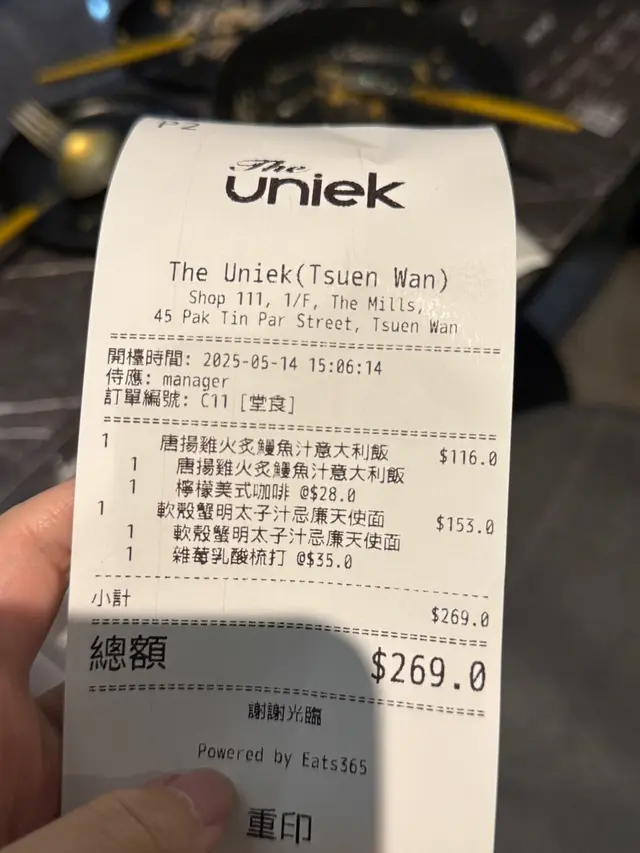 P2
The
uniek
The Uniek(Tsuen Wan)
Shop 111, 1/F, The Mills,
45 Pak Tin Par Street, Tsuen Wan
開檯時間: 2025-05-14 15:06:14
侍應: manager
訂單編號: C11 [堂食]
1 唐揚雞火炙鰻魚汁意大利飯 $116.0
1 唐揚雞火炙鰻魚汁意大利飯
1 檸檬美式咖啡 @$28.0
1 軟殼蟹明太子汁忌廉天使面 $153.0
1 軟殼蟹明太子汁忌廉天使面
1 雜莓乳酸梳打 @$35.0
小計 $269.0
總額 $269.0
謝謝光臨
Powered by Eats365
重印